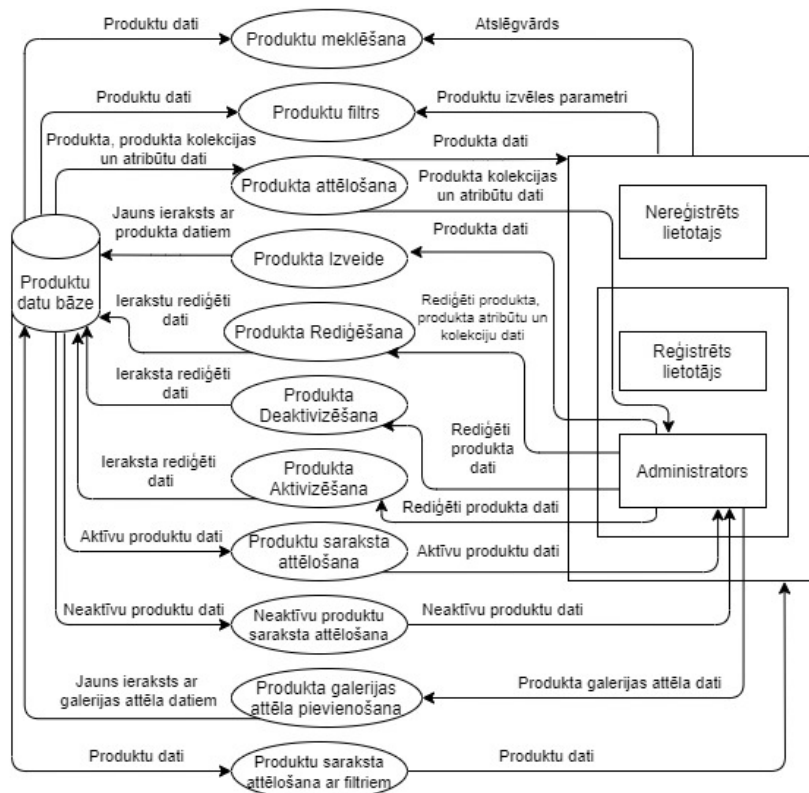 Produktu dati
Produktu meklēšana
Atslēgvārds
Produktu dati
Produktu filtrs
Produktu izvēles parametri
Produkta, produkta kolekcijas
un atribūtu dati
Produkta attēlošana
Produkta dati
Produkta kolekcijas
un atribūtu dati
Nereģistrēts
lietotajs
Jauns ieraksts ar
produkta datiem
Produkta Izveide
Produkta dati
Produktu
datu bāze
Ierakstu rediģēti
dati
Produkta Rediģēšana
Rediģēti produkta,
produkta atribūtu un
kolekciju dati
Reģistrēts
lietotājs
Ieraksta rediģēti
dati
Produkta
Deaktivizēšana
Rediģēti
produkta
dati
Administrators
Ieraksta rediģēti
dati
Produkta
Aktivizēšana
Rediģēti produkta dati
Aktīvu produktu dati
Produktu saraksta
attēlošana
Aktīvu produktu dati
Neaktīvu produktu dati
Neaktīvu produktu
saraksta attēlošana
Neaktīvu produktu dati
Jauns ieraksts ar
galerijas attēla datiem
Produkta galerijas
attēla pievienošana
Produkta galerijas attēla dati
Produktu dati
Produktu saraksta
attēlošana ar filtriem
Produktu dati